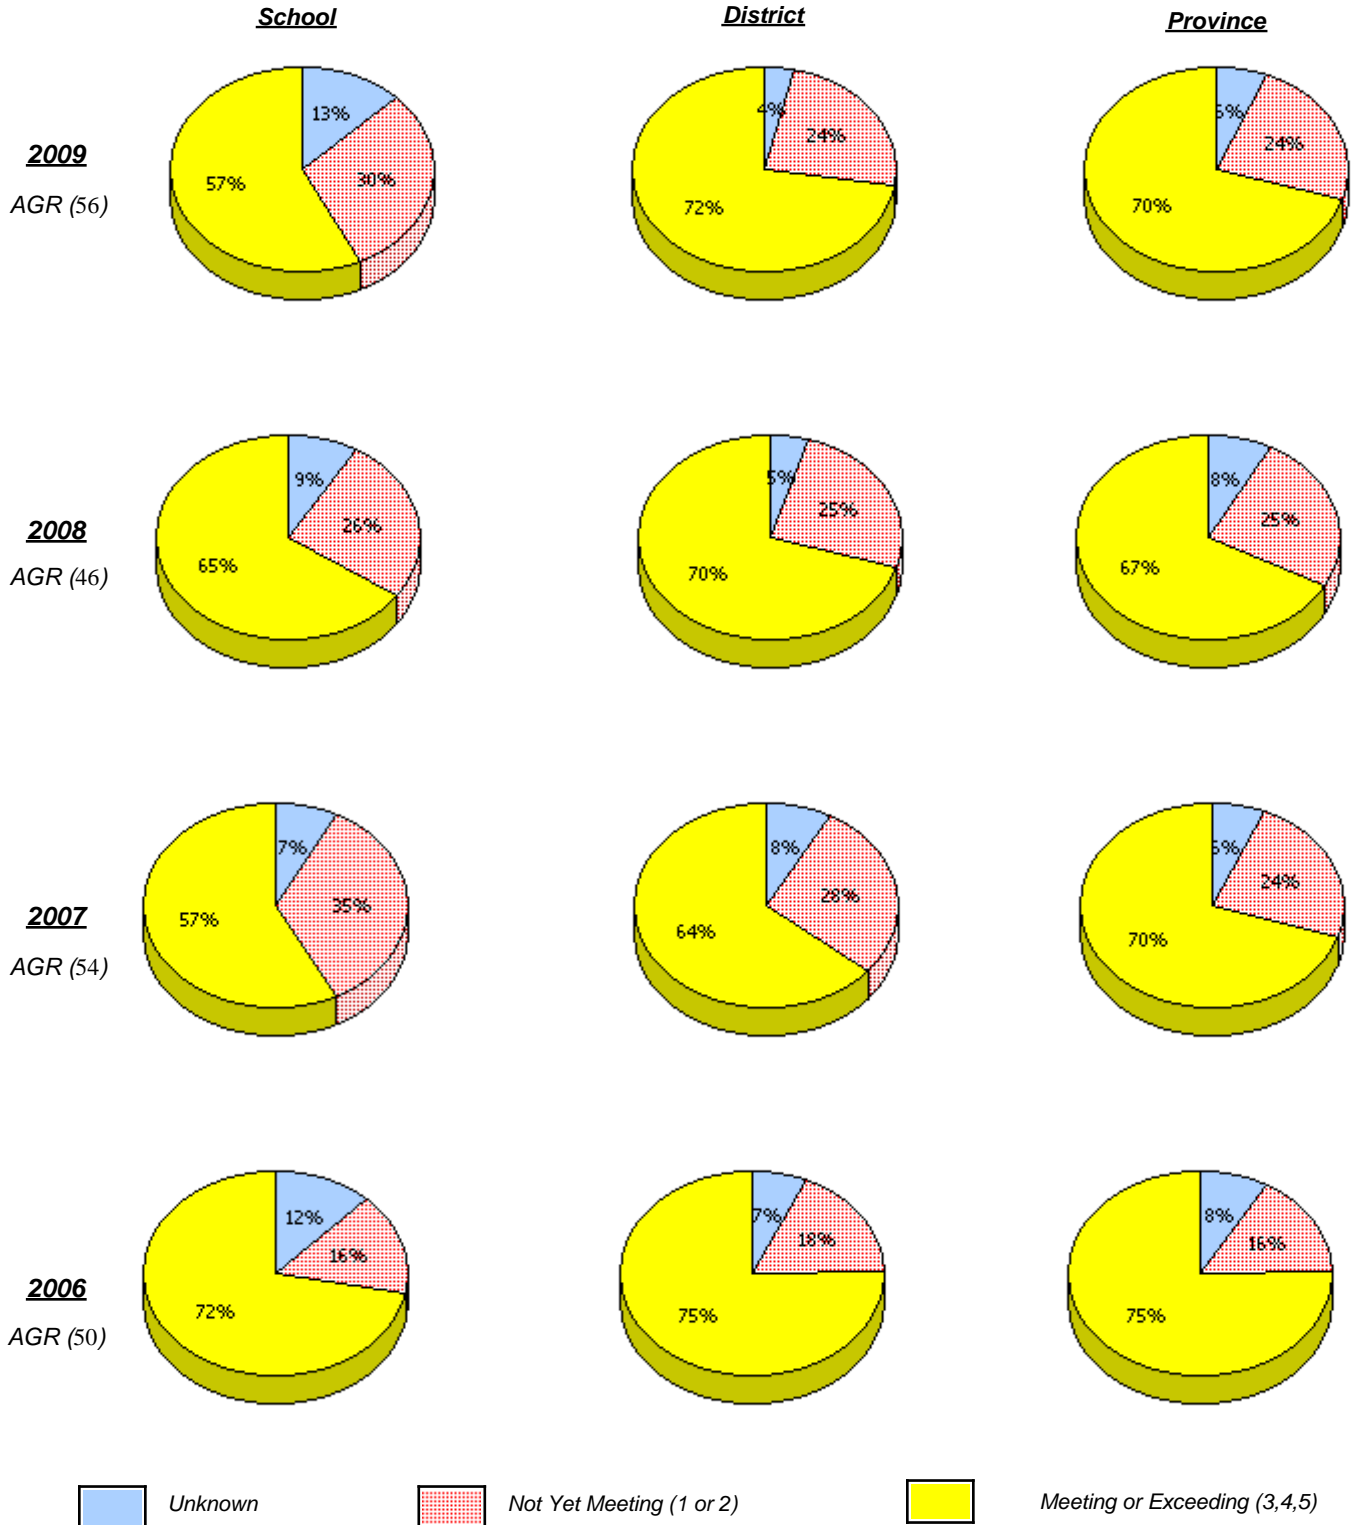 School District Province
13% 4% 6% 
30% 24% 24%
57% 72% 70%
2009
AGR (56)
9% 5% 8%
26% 25% 25%
65% 70% 67%
2008
AGR (46)
7% 8% 6%
35% 28% 24%
57% 64% 70%
2007
AGR (54)
12% 7% 8%
16% 18% 16%
72% 75% 75%
2006
AGR (50)
Unknown Not Yet Meeting (1 or 2) Meeting or Exceeding (3,4,5)